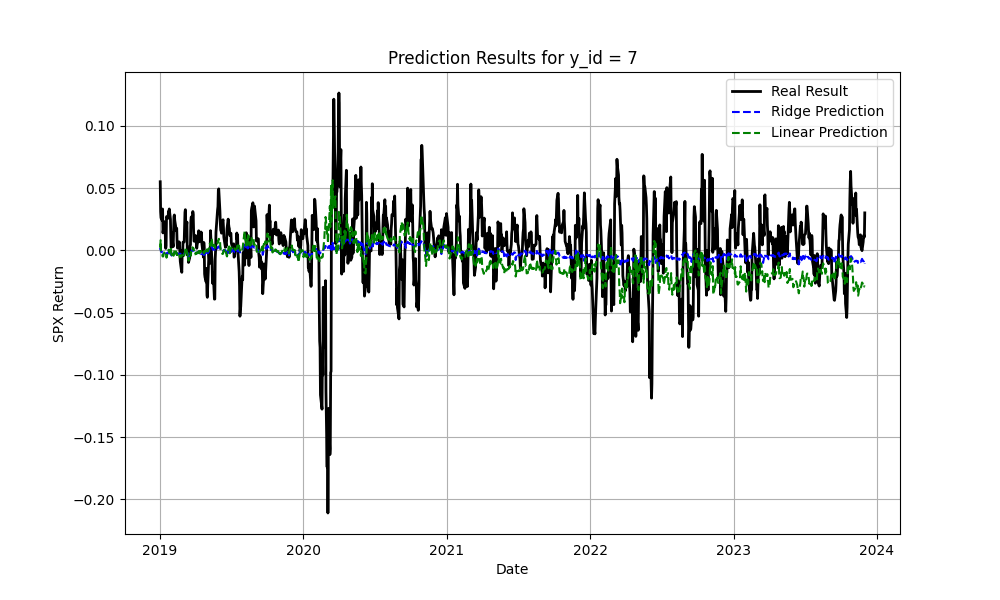 Prediction Results for y_id = 7
Real Result
Ridge Prediction
Linear Prediction
SPX Return
0.10
0.05
0.00
−0.05
−0.10
−0.15
−0.20
2019 2020 2021 2022 2023 2024
Date